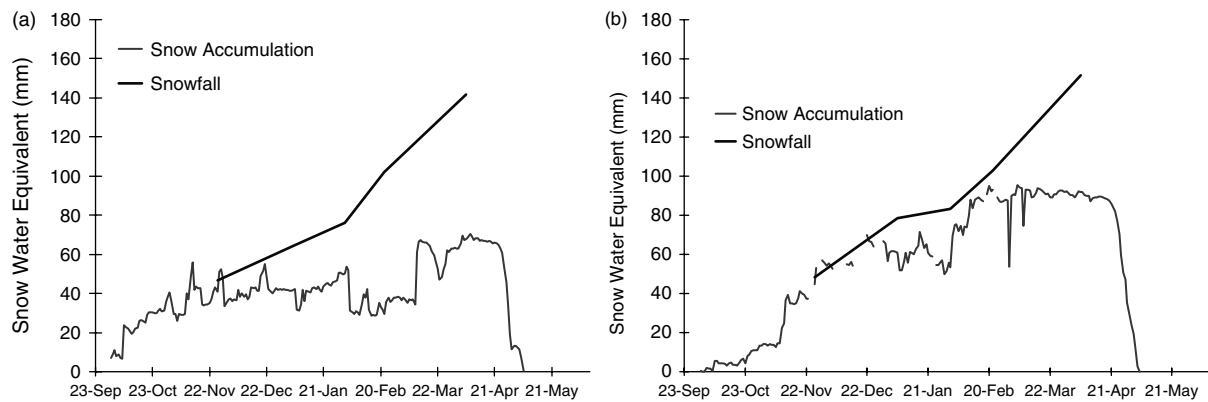 (a)
Snow Water Equivalent (mm)
180
160
140
120
100
80
60
40
20
0
Snow Accumulation
Snowfall
23-Sep 23-Oct 22-Nov 22-Dec 21-Jan 20-Feb 22-Mar 21-Apr 21-May
(b)
Snow Water Equivalent (mm)
180
160
140
120
100
80
60
40
20
0
Snow Accumulation
Snowfall
23-Sep 23-Oct 22-Nov 22-Dec 21-Jan 20-Feb 22-Mar 21-Apr 21-May